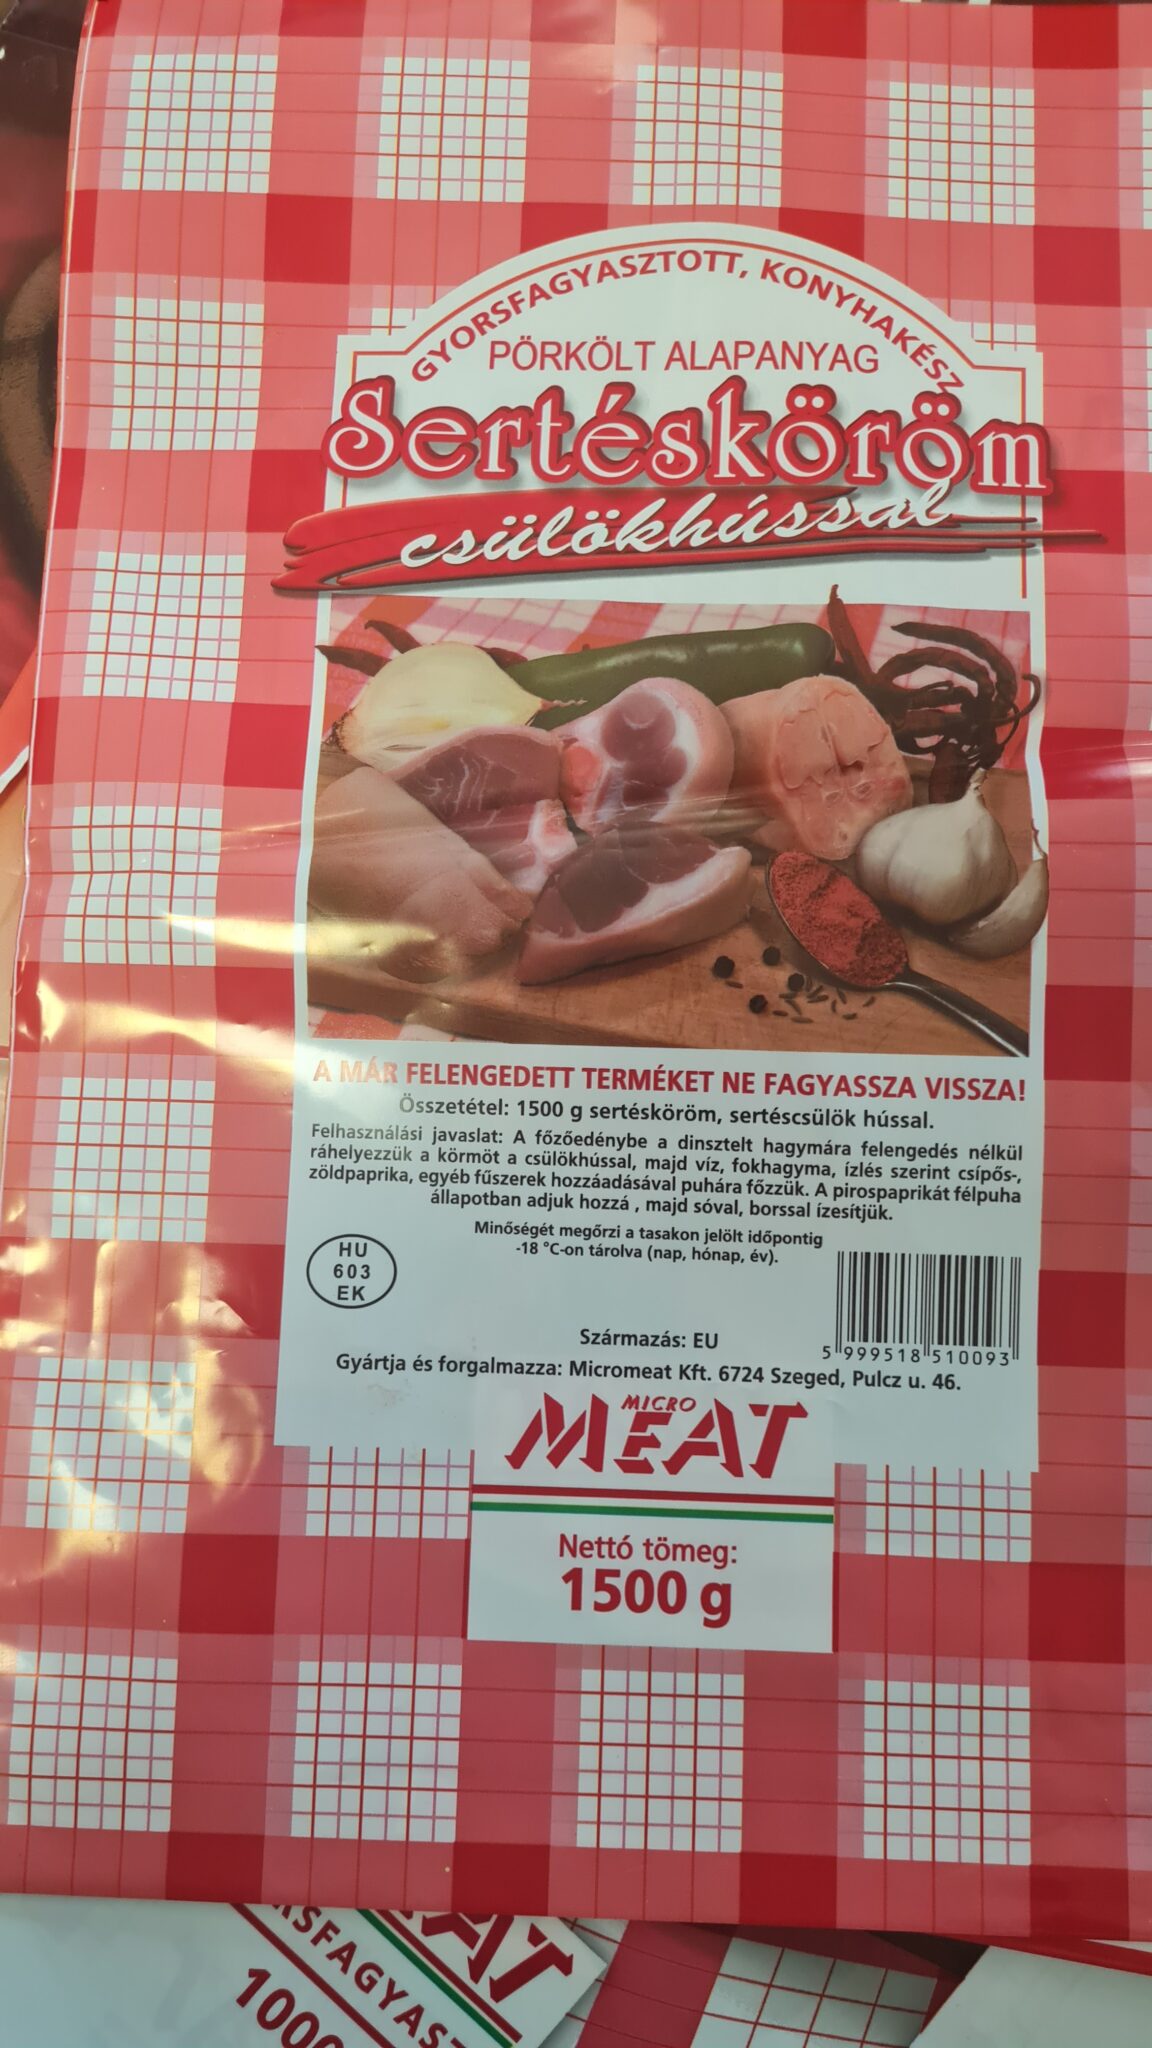 GYORSFAGYASZTOTT, KONYHAKÉSZ
PÖRKÖLT ALAPANYAG
Sertésköröm
csülökhússal
A MÁR FELENGEDETT TERMÉKET NE FAGYASSZA VISSZA!
Összetétel: 1500 g sertésköröm, sertéscsülök hússal.
Felhasználási javaslat: A főzőedénybe a dinsztelt hagymára felengedés nélkül
ráhelyezzük a körmöt a csülökhússal, majd víz, fokhagyma, ízlés szerint csípős-,
zöldpaprika, egyéb fűszerek hozzáadásával puhára főzzük. A pirospaprikát félpuha
állapotban adjuk hozzá , majd sóval, borssal ízesítjük.
Minőségét megőrzi a tasakon jelölt időpontig
-18 °C-on tárolva (nap, hónap, év).
HU
603
EK
5 999518 510093
Származás: EU
Gyártja és forgalmazza: Micromeat Kft. 6724 Szeged, Pulcz u. 46.
MICRO
MEAT
Nettó tömeg:
1500 g